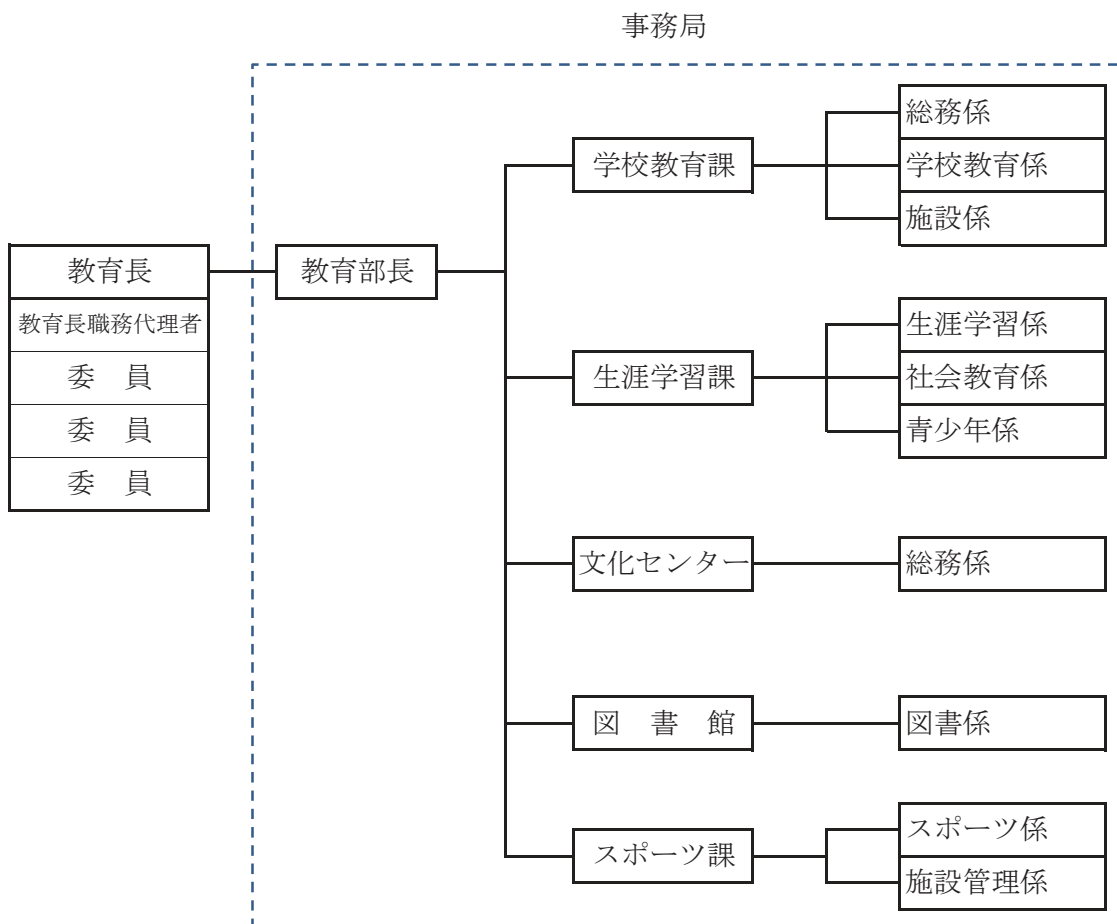 事務局
教育長
教育長職務代理者
委　員
委　員
委　員
教育部長
学校教育課
総務係
学校教育係
施設係
生涯学習課
生涯学習係
社会教育係
青少年係
文化センター
総務係
図　書　館
図書係
スポーツ課
スポーツ係
施設管理係